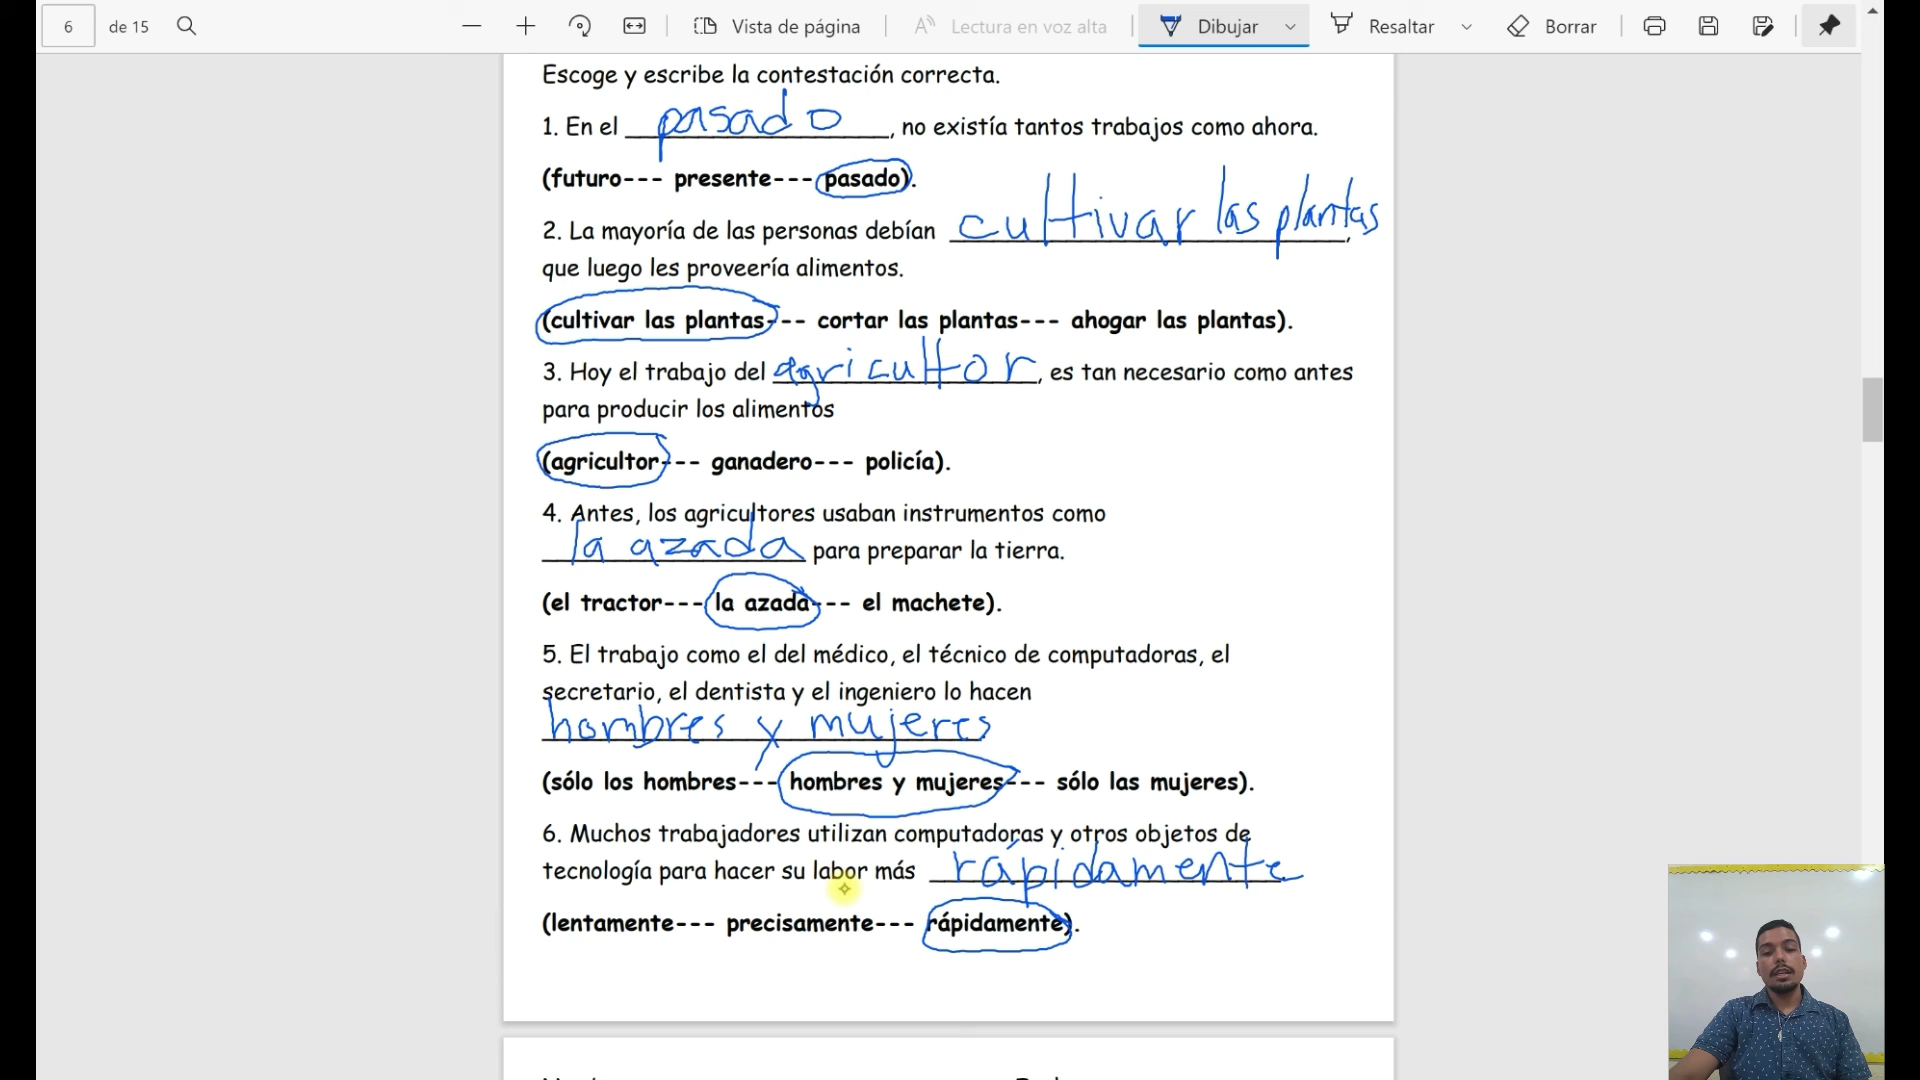 6 de 15 Vista de página Lectura en voz alta Dibujar Resaltar Borrar
Escoge y escribe la contestación correcta.
1. En el pasado, no existía tantos trabajos como ahora.
(futuro--- presente--- pasado).
2. La mayoría de las personas debían cultivar las plantas,
que luego les proveería alimentos.
(cultivar las plantas--- cortar las plantas--- ahogar las plantas).
3. Hoy el trabajo del agricultor, es tan necesario como antes
para producir los alimentos
(agricultor--- ganadero--- policía).
4. Antes, los agricultores usaban instrumentos como
la azada para preparar la tierra.
(el tractor--- la azada--- el machete).
5. El trabajo como el del médico, el técnico de computadoras, el
secretario, el dentista y el ingeniero lo hacen
hombres y mujeres
(sólo los hombres--- hombres y mujeres--- sólo las mujeres).
6. Muchos trabajadores utilizan computadoras y otros objetos de
tecnología para hacer su labor más rápidamente
(lentamente--- precisamente--- rápidamente).